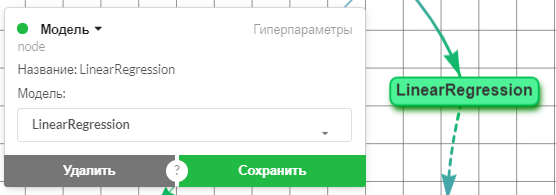 Модель
Гиперпараметры
node
Название: LinearRegression
Модель:
LinearRegression
Удалить
?
Сохранить
LinearRegression